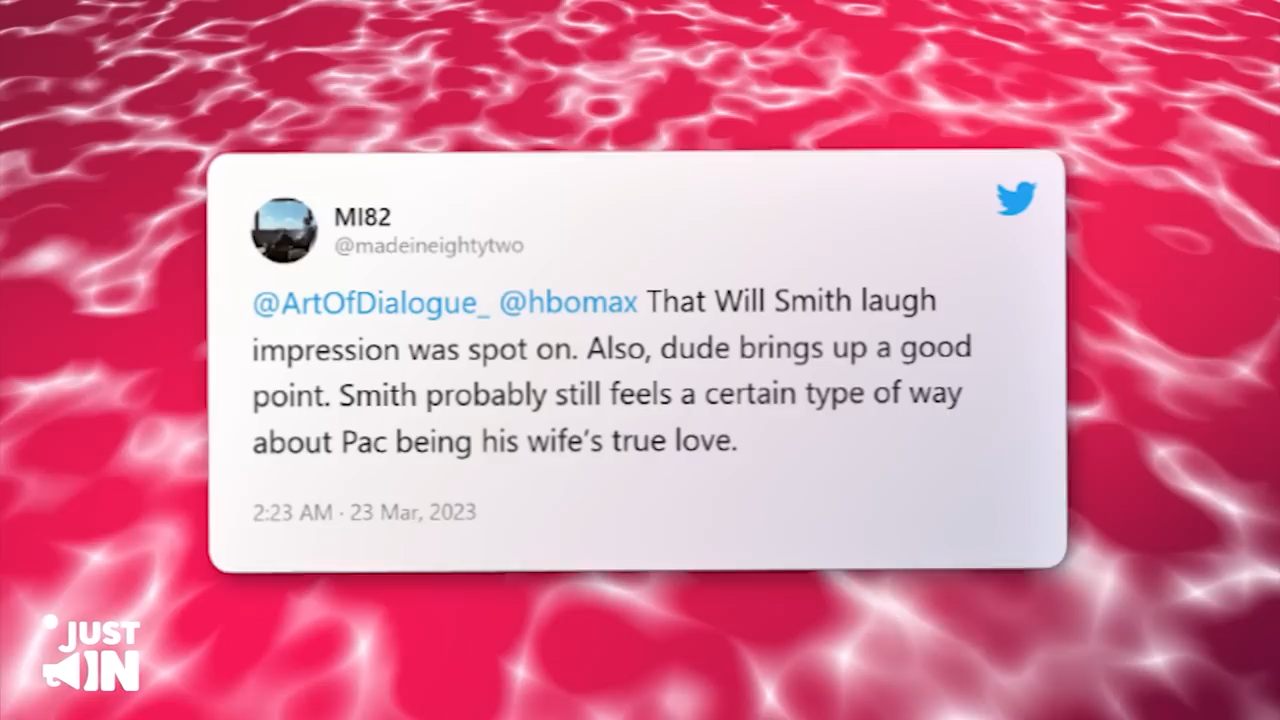 MI82
@madeineightytwo
@ArtOfDialogue_ @hbomax That Will Smith laugh
impression was spot on. Also, dude brings up a good
point. Smith probably still feels a certain type of way
about Pac being his wife's true love.
2:23 AM · 23 Mar, 2023
JUST
IN